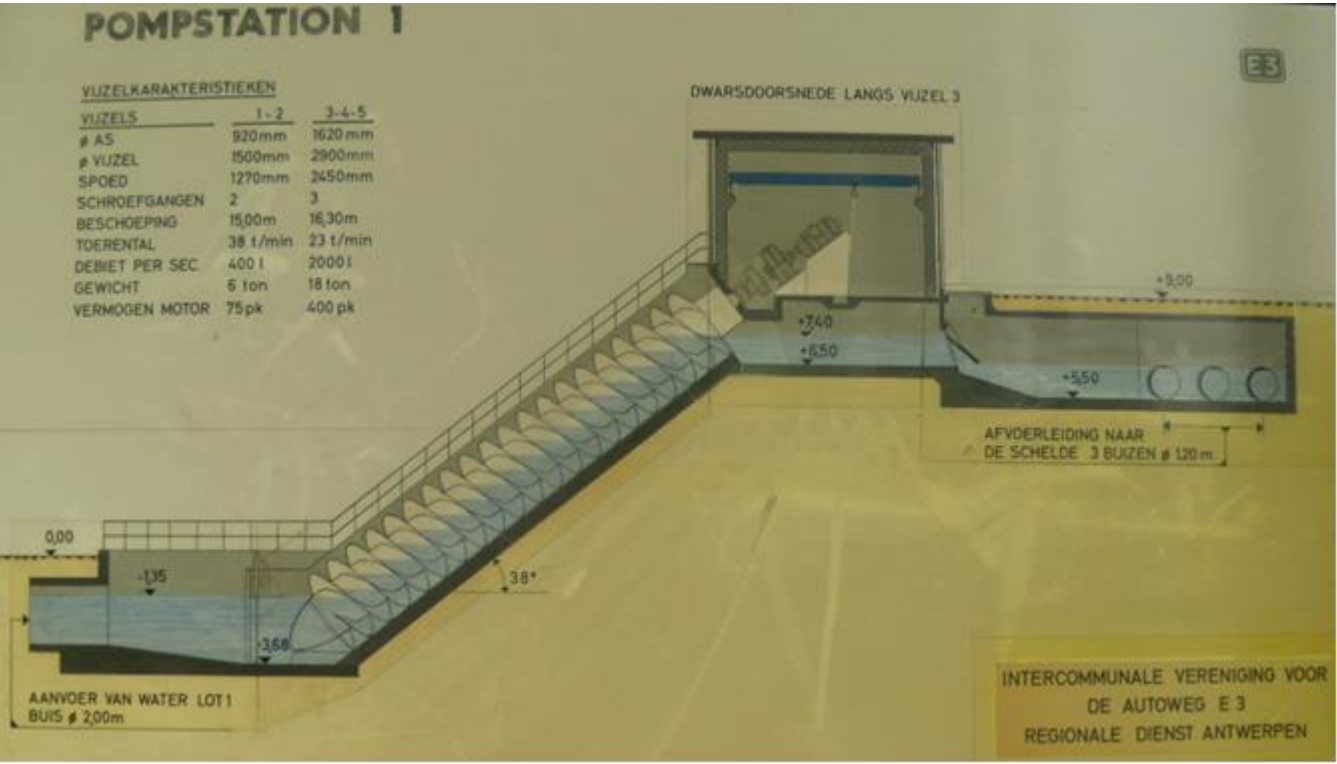 POMPSTATION 1
E3
VIJZELKARAKTERISTIEKEN
VIJZELS 1-2 3-4-5
ø AS 920mm 1620mm
ø VIJZEL 1500mm 2900mm
SPOED 1270mm 2450mm
SCHROEFGANGEN 2 3
BESCHOEPING 15,00m 16,30m
TOERENTAL 38 t/min 23 t/min
DEBIET PER SEC. 400 l 2000 l
GEWICHT 6 ton 18 ton
VERMOGEN MOTOR 75pk 400 pk
DWARSDOORSNEDE LANGS VIJZEL 3
+9,00
+7,40
+6,50
+5,50
AFVOERLEIDING NAAR
DE SCHELDE 3 BUIZEN ø 1,20 m
0,00
-1,35
38°
-3,68
AANVOER VAN WATER LOT 1
BUIS ø 2,00m
INTERCOMMUNALE VERENIGING VOOR
DE AUTOWEG E 3
REGIONALE DIENST ANTWERPEN